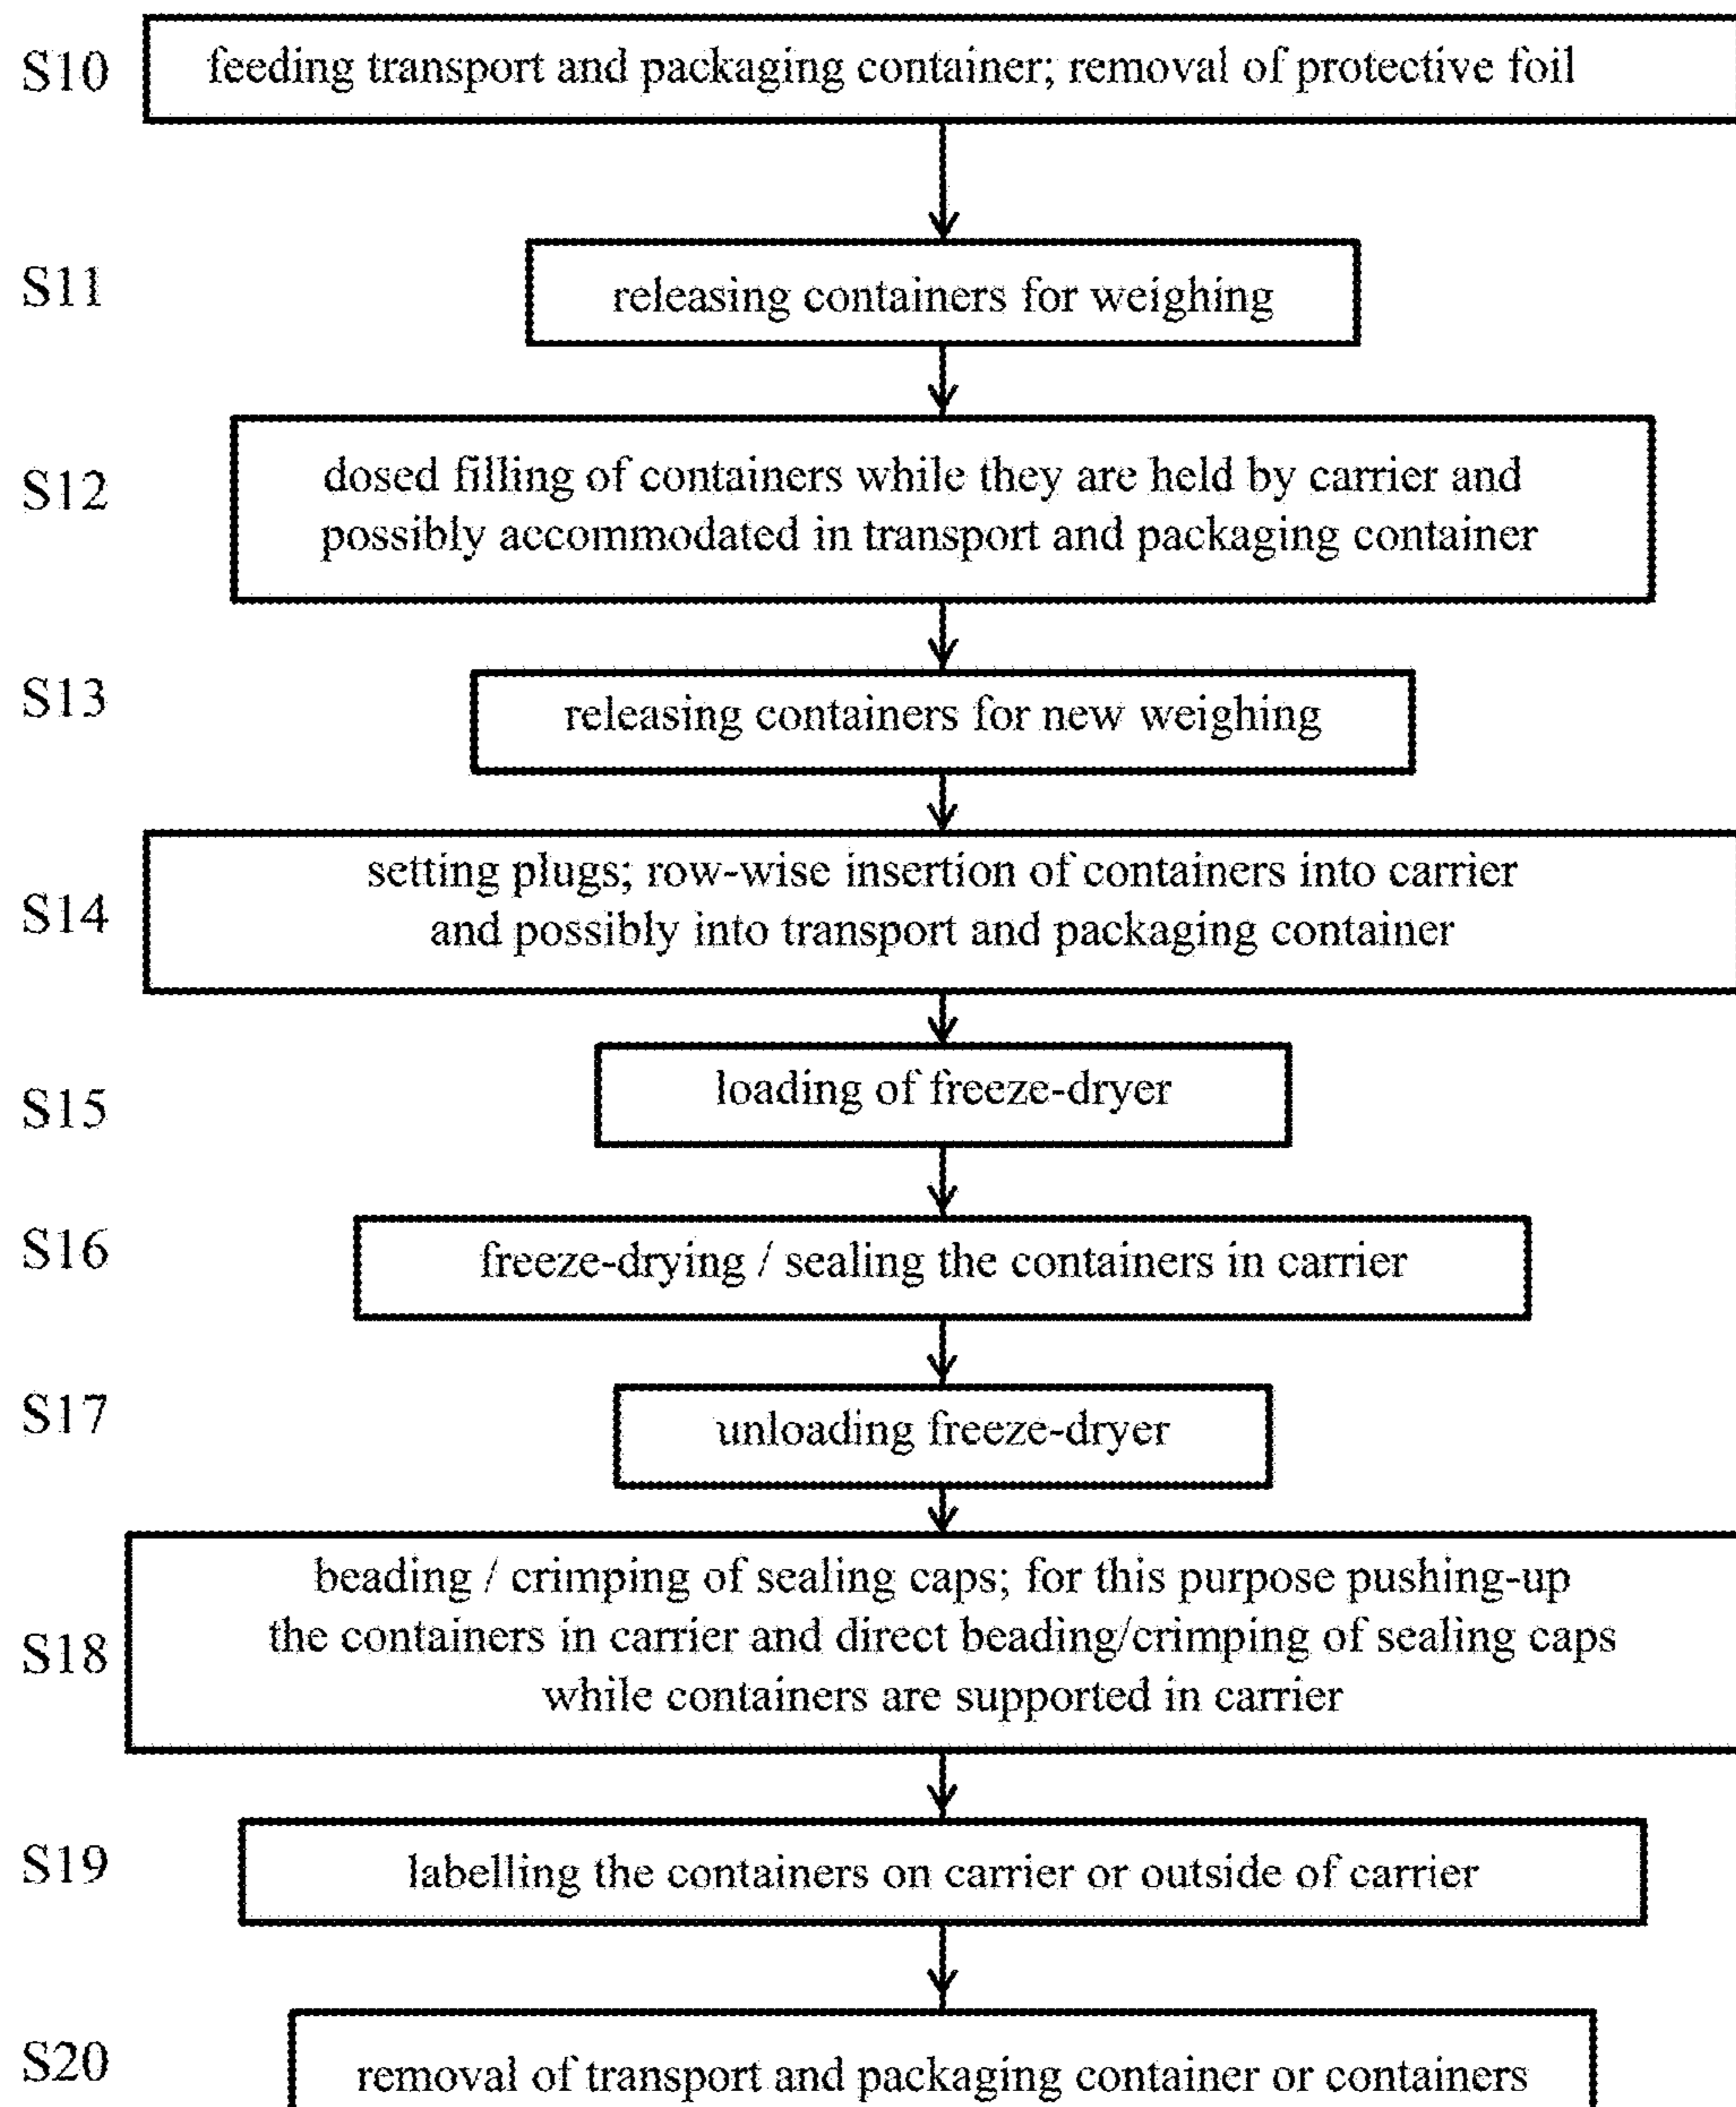 S10
feeding transport and packaging container; removal of protective foil
S11
releasing containers for weighing
S12
dosed filling of containers while they are held by carrier and
possibly accommodated in transport and packaging container
S13
releasing containers for new weighing
S14
setting plugs; row-wise insertion of containers into carrier
and possibly into transport and packaging container
S15
loading of freeze-dryer
S16
freeze-drying / sealing the containers in carrier
S17
unloading freeze-dryer
S18
beading / crimping of sealing caps; for this purpose pushing-up
the containers in carrier and direct beading/crimping of sealing caps
while containers are supported in carrier
S19
labelling the containers on carrier or outside of carrier
S20
removal of transport and packaging container or containers